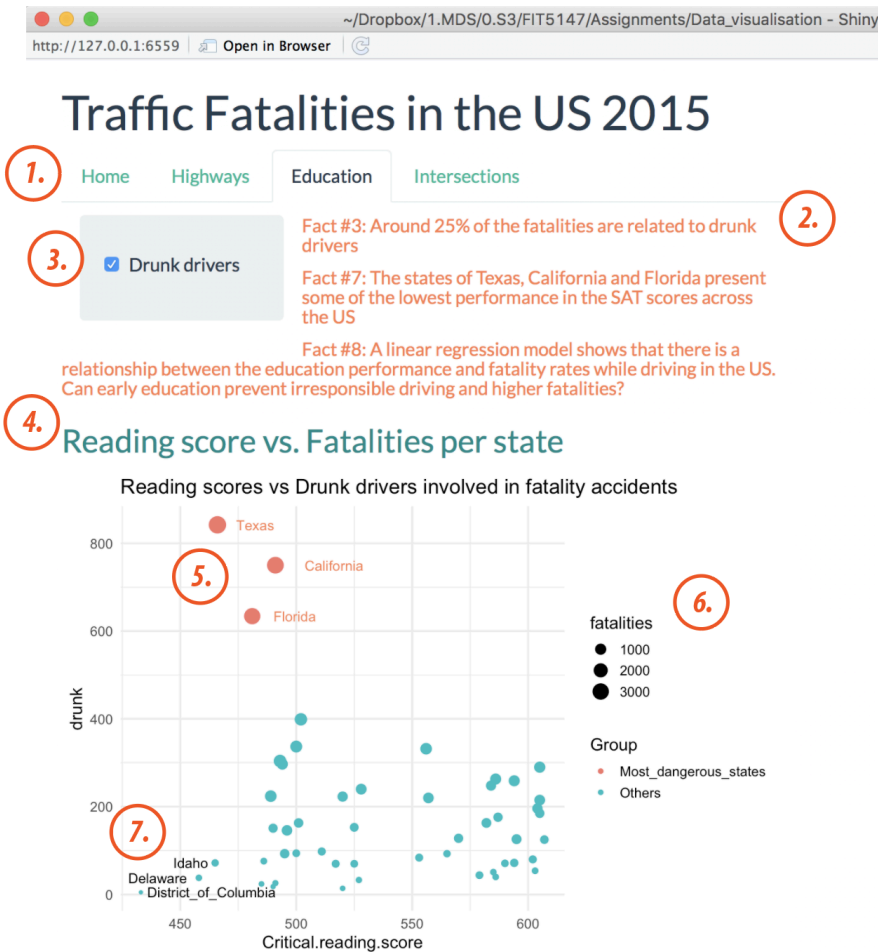 ~/Dropbox/1.MDS/0.S3/FIT5147/Assignments/Data_visualisation - Shiny
http://127.0.0.1:6559 Open in Browser
Traffic Fatalities in the US 2015
1. Home Highways Education Intersections
2.
3. Drunk drivers
Fact #3: Around 25% of the fatalities are related to drunk
drivers
Fact #7: The states of Texas, California and Florida present
some of the lowest performance in the SAT scores across
the US
Fact #8: A linear regression model shows that there is a
relationship between the education performance and fatality rates while driving in the US.
Can early education prevent irresponsible driving and higher fatalities?
4.
Reading score vs. Fatalities per state
Reading scores vs Drunk drivers involved in fatality accidents
Texas
California
5.
Florida
800
600
400
200
0
drunk
7.
Idaho
Delaware
District_of_Columbia
450 500 550 600
Critical.reading.score
6.
fatalities
1000
2000
3000
Group
Most_dangerous_states
Others